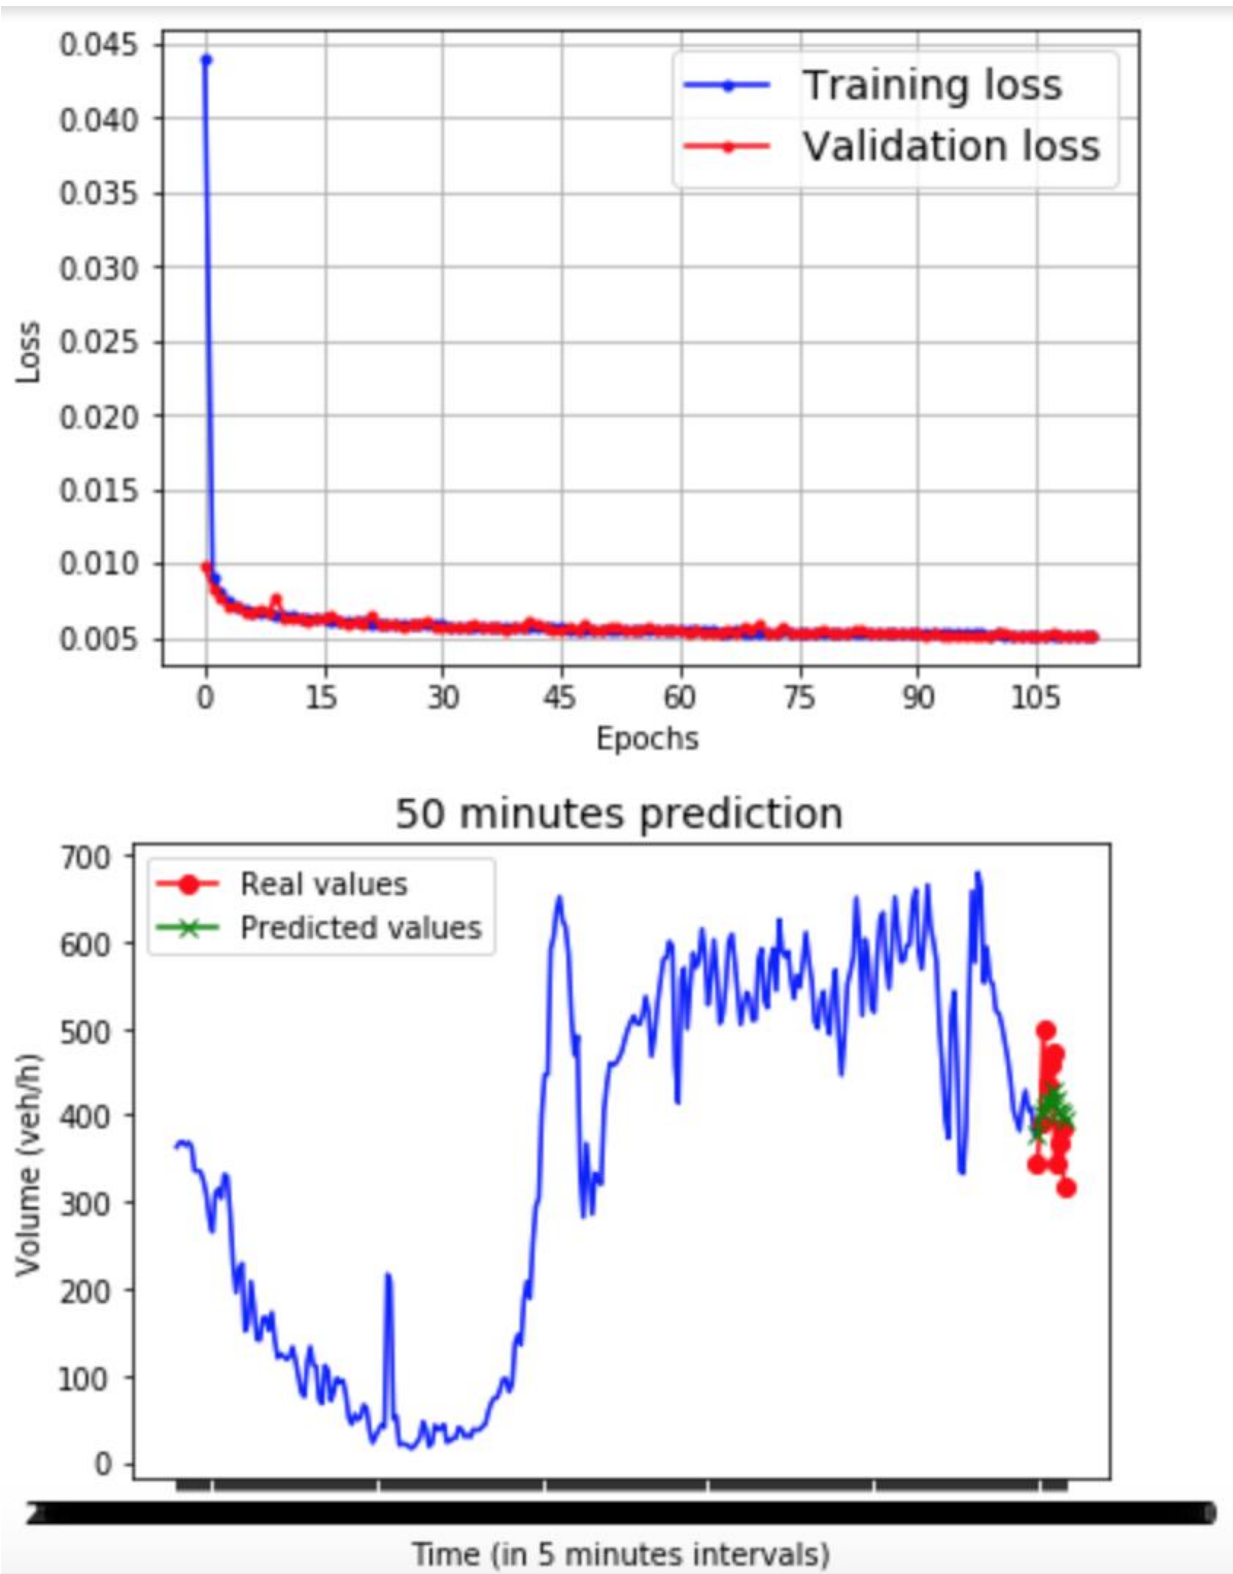 0.045
0.040
0.035
0.030
0.025
0.020
0.015
0.010
0.005
Loss
Training loss
Validation loss
0 15 30 45 60 75 90 105
Epochs
50 minutes prediction
700
600
500
400
300
200
100
0
Volume (veh/h)
Real values
Predicted values
Time (in 5 minutes intervals)